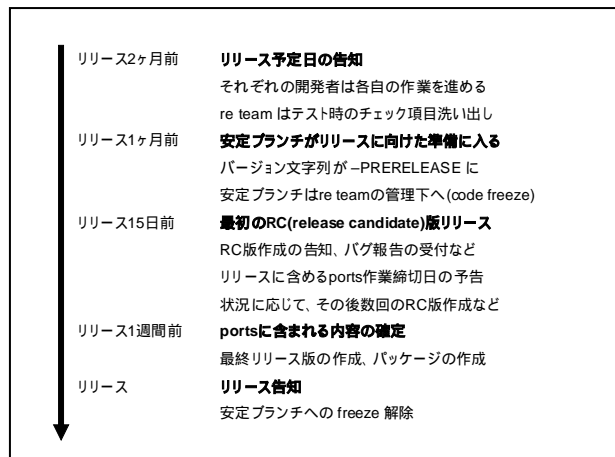 リリース2ヶ月前 リリース予定日の告知
それぞれの開発者は各自の作業を進める
re team はテスト時のチェック項目洗い出し
リリース1ヶ月前 安定ブランチがリリースに向けた準備に入る
バージョン文字列が –PRERELEASE に
安定ブランチはre teamの管理下へ(code freeze)
リリース15日前 最初のRC(release candidate)版リリース
RC版作成の告知、バグ報告の受付など
リリースに含めるports作業締切日の予告
状況に応じて、その後数回のRC版作成など
リリース1週間前 portsに含まれる内容の確定
最終リリース版の作成、パッケージの作成
リリース リリース告知
安定ブランチへの freeze 解除